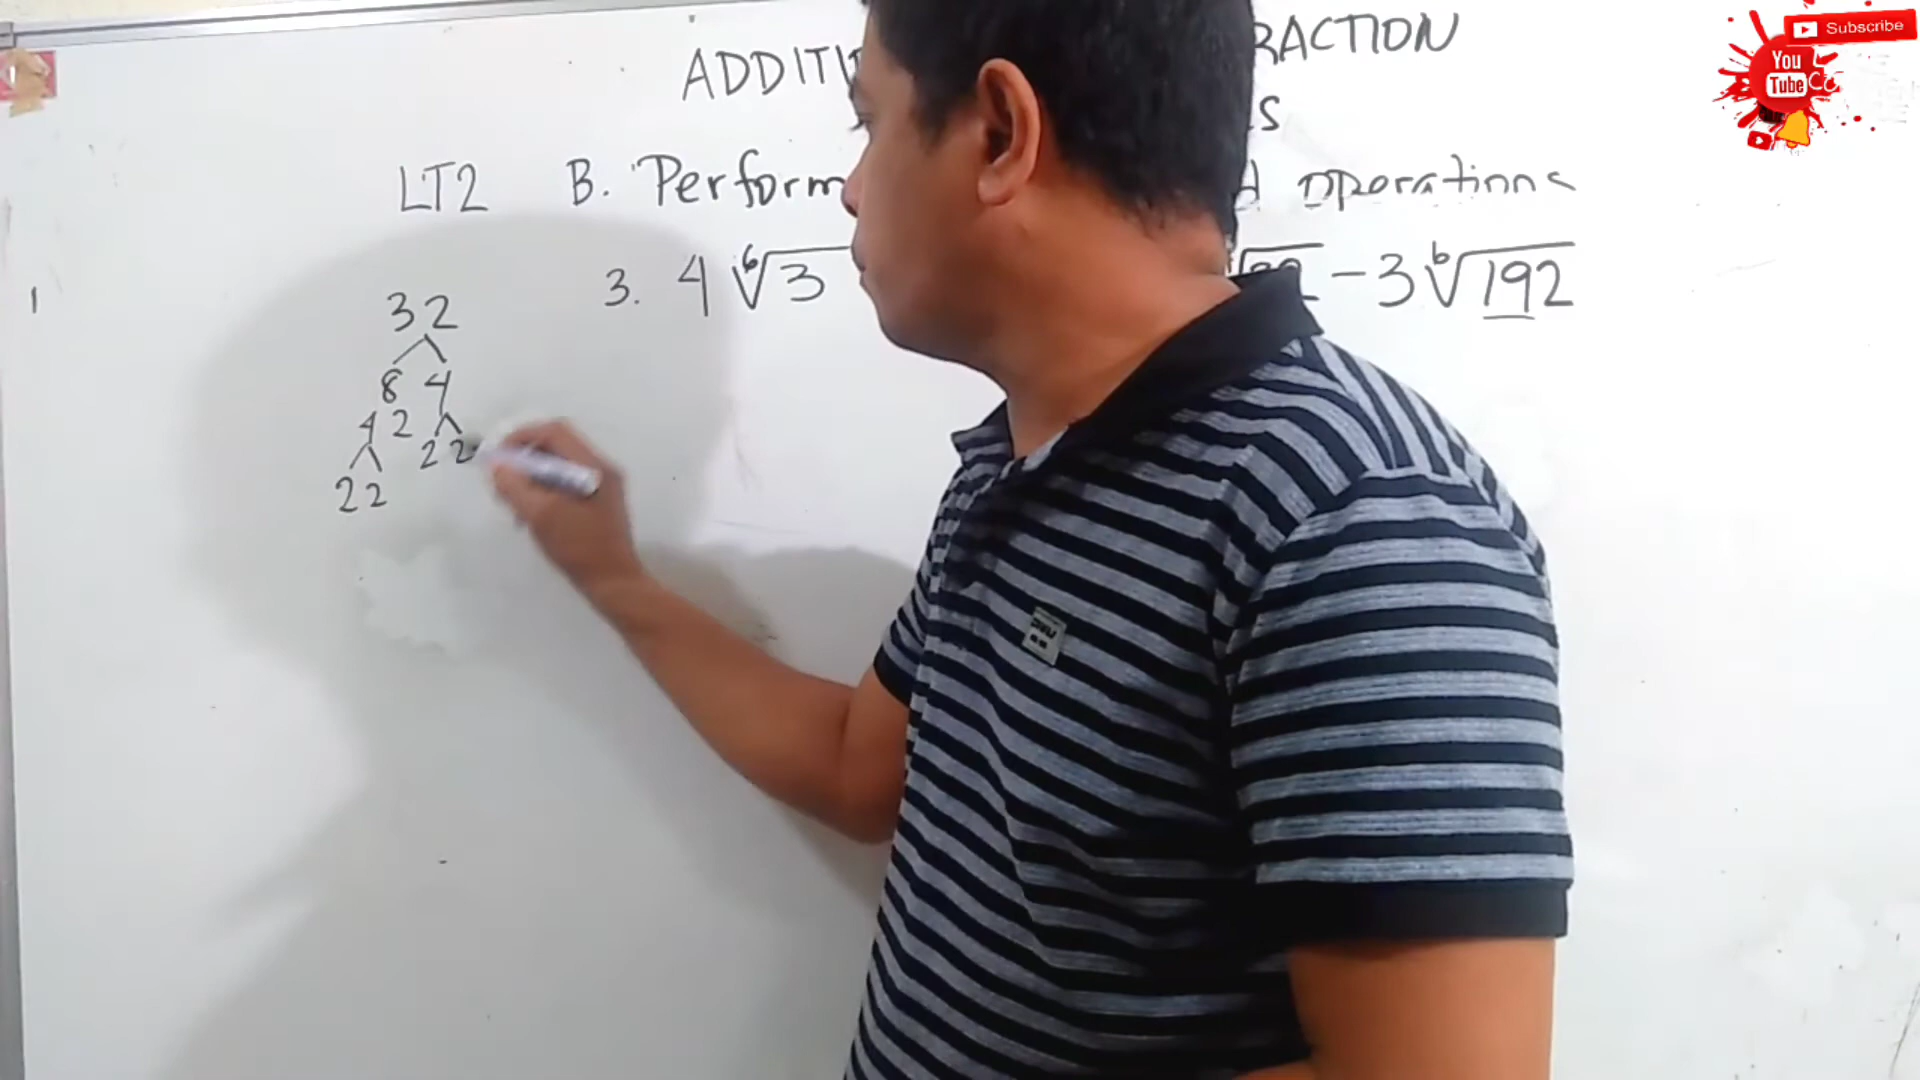 ADDITI RACTION
S
LT2 B. Perform d operations
3. 4 ⁶√3 √32 - 3 ⁶√192
32
8 4
4 2 2 2
2 2
Subscribe
You
Tube